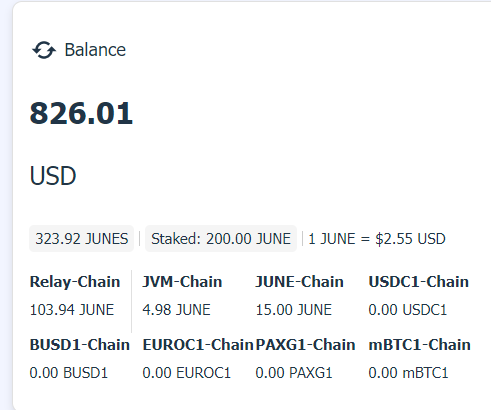 Balance
826.01
USD
323.92 JUNES | Staked: 200.00 JUNE | 1 JUNE = $2.55 USD
Relay-Chain JVM-Chain JUNE-Chain USDC1-Chain
103.94 JUNE 4.98 JUNE 15.00 JUNE 0.00 USDC1
BUSD1-Chain EUROC1-Chain PAXG1-Chain mBTC1-Chain
0.00 BUSD1 0.00 EUROC1 0.00 PAXG1 0.00 mBTC1